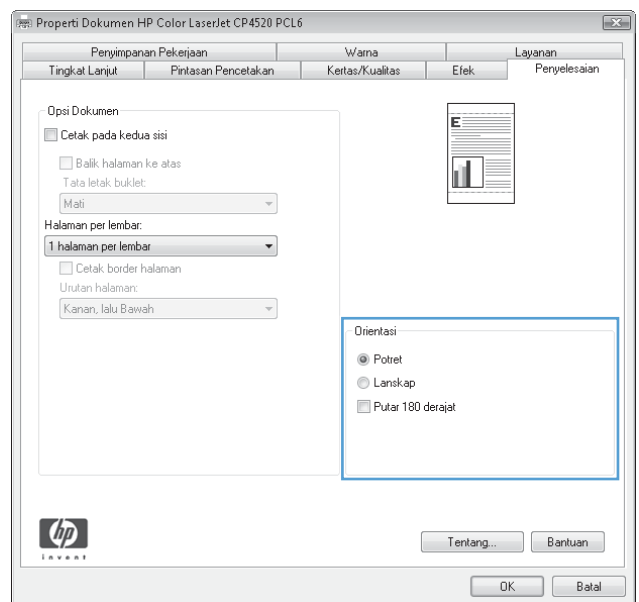 Properti Dokumen HP Color LaserJet CP4520 PCL6
Penyimpanan Pekerjaan Warna Layanan
Tingkat Lanjut Pintasan Pencetakan Kertas/Kualitas Efek Penyelesaian
Opsi Dokumen
Cetak pada kedua sisi
Balik halaman ke atas
Tata letak buklet:
Mati
Halaman per lembar:
1 halaman per lembar
Cetak border halaman
Urutan halaman:
Kanan, lalu Bawah
E
Orientasi
Potret
Lanskap
Putar 180 derajat
hp
invent
Tentang... Bantuan
OK Batal